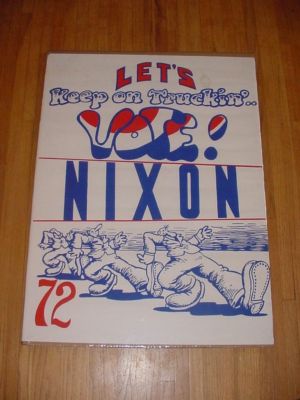 LET'S
Keep on Truckin'..
VOTE!
NIXON
72